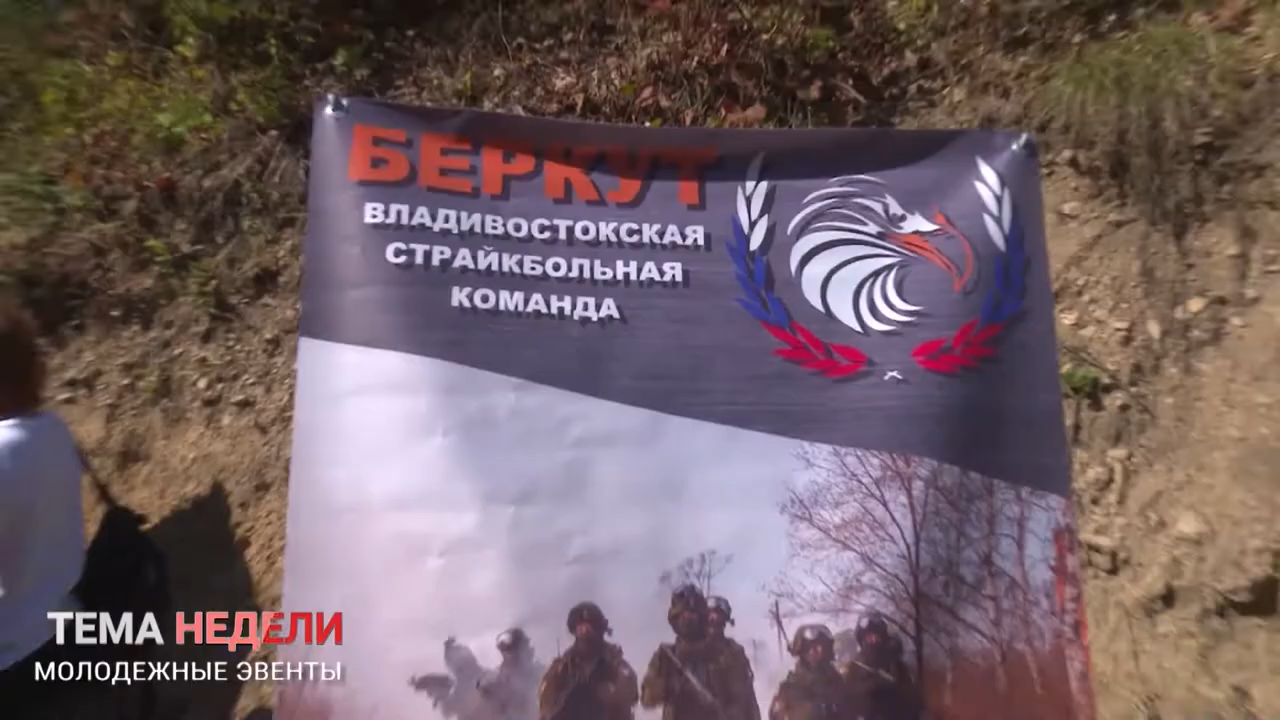 БЕРКУТ
ВЛАДИВОСТОКСКАЯ
СТРАЙКБОЛЬНАЯ
КОМАНДА
ТЕМА НЕДЕЛИ
МОЛОДЕЖНЫЕ ЭВЕНТЫ